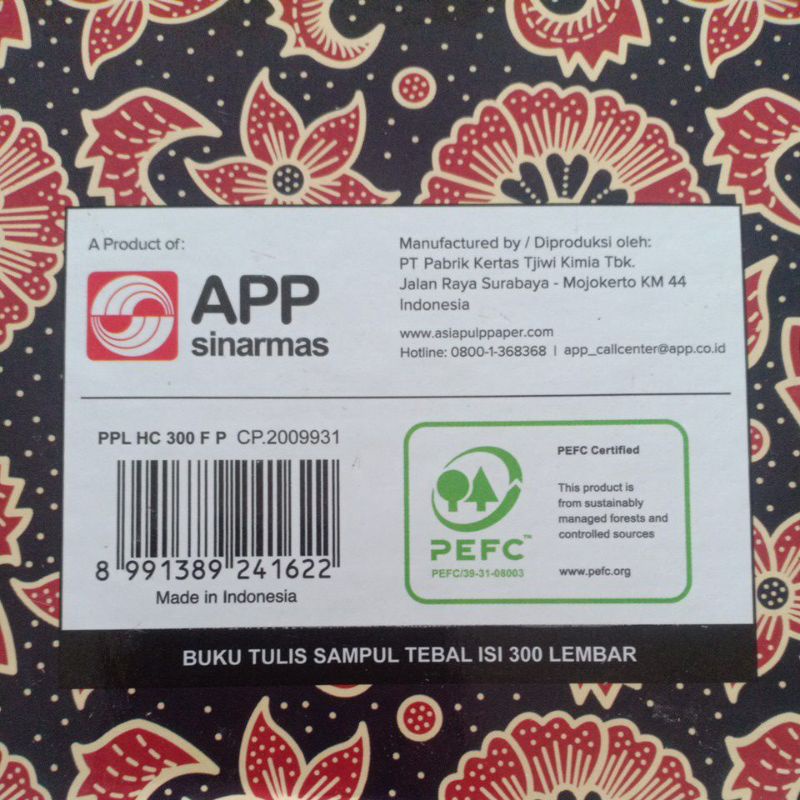 A Product of:
APP
sinarmas
Manufactured by / Diproduksi oleh:
PT Pabrik Kertas Tjiwi Kimia Tbk.
Jalan Raya Surabaya - Mojokerto KM 44
Indonesia
www.asiapulppaper.com
Hotline: 0800-1-368368 | app_callcenter@app.co.id
PPL HC 300 F P CP.2009931
8 991389 241622
Made in Indonesia
PEFC™
PEFC/39-31-08003
PEFC Certified
This product is
from sustainably
managed forests and
controlled sources
www.pefc.org
BUKU TULIS SAMPUL TEBAL ISI 300 LEMBAR